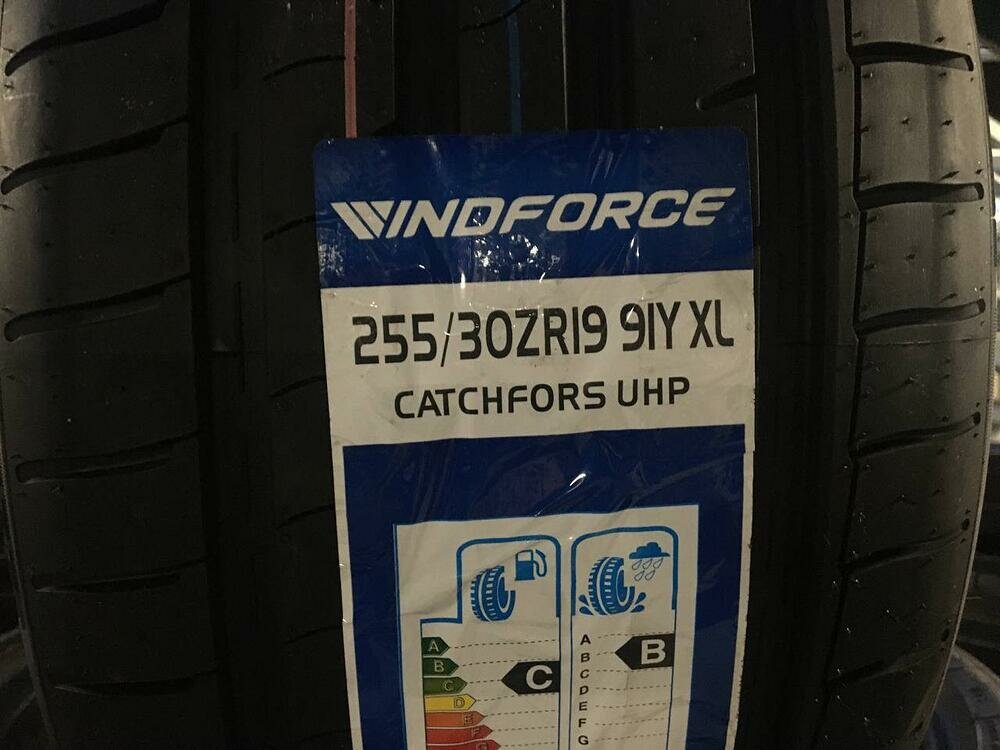 WINDFORCE
255/30ZR19 91Y XL
CATCHFORS UHP
A
B
C
D
E
F
G
C
A
B
C
D
E
F
G
B